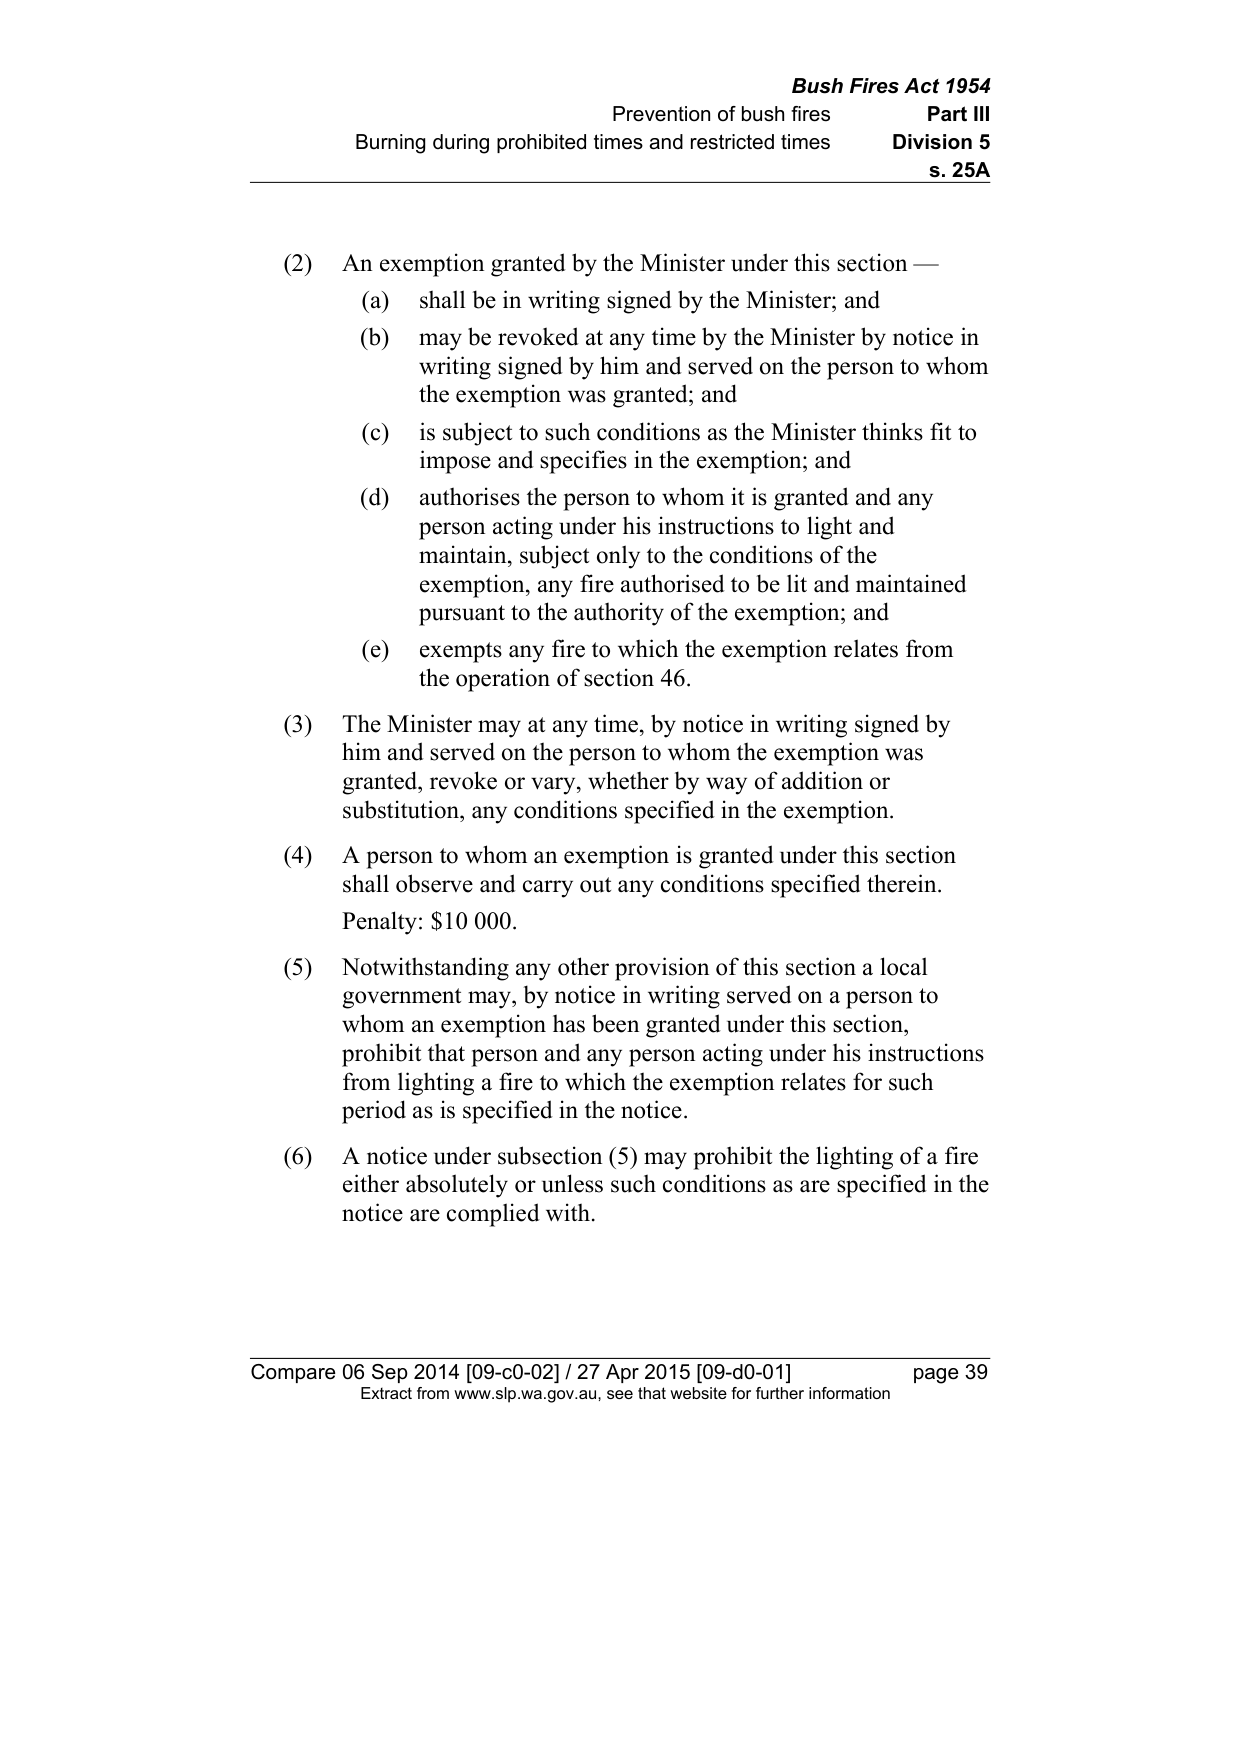 Bush Fires Act 1954
Prevention of bush fires Part III
Burning during prohibited times and restricted times Division 5
s. 25A
(2) An exemption granted by the Minister under this section —
(a) shall be in writing signed by the Minister; and
(b) may be revoked at any time by the Minister by notice in
writing signed by him and served on the person to whom
the exemption was granted; and
(c) is subject to such conditions as the Minister thinks fit to
impose and specifies in the exemption; and
(d) authorises the person to whom it is granted and any
person acting under his instructions to light and
maintain, subject only to the conditions of the
exemption, any fire authorised to be lit and maintained
pursuant to the authority of the exemption; and
(e) exempts any fire to which the exemption relates from
the operation of section 46.
(3) The Minister may at any time, by notice in writing signed by
him and served on the person to whom the exemption was
granted, revoke or vary, whether by way of addition or
substitution, any conditions specified in the exemption.
(4) A person to whom an exemption is granted under this section
shall observe and carry out any conditions specified therein.
Penalty: $10 000.
(5) Notwithstanding any other provision of this section a local
government may, by notice in writing served on a person to
whom an exemption has been granted under this section,
prohibit that person and any person acting under his instructions
from lighting a fire to which the exemption relates for such
period as is specified in the notice.
(6) A notice under subsection (5) may prohibit the lighting of a fire
either absolutely or unless such conditions as are specified in the
notice are complied with.
Compare 06 Sep 2014 [09-c0-02] / 27 Apr 2015 [09-d0-01] page 39
Extract from www.slp.wa.gov.au, see that website for further information